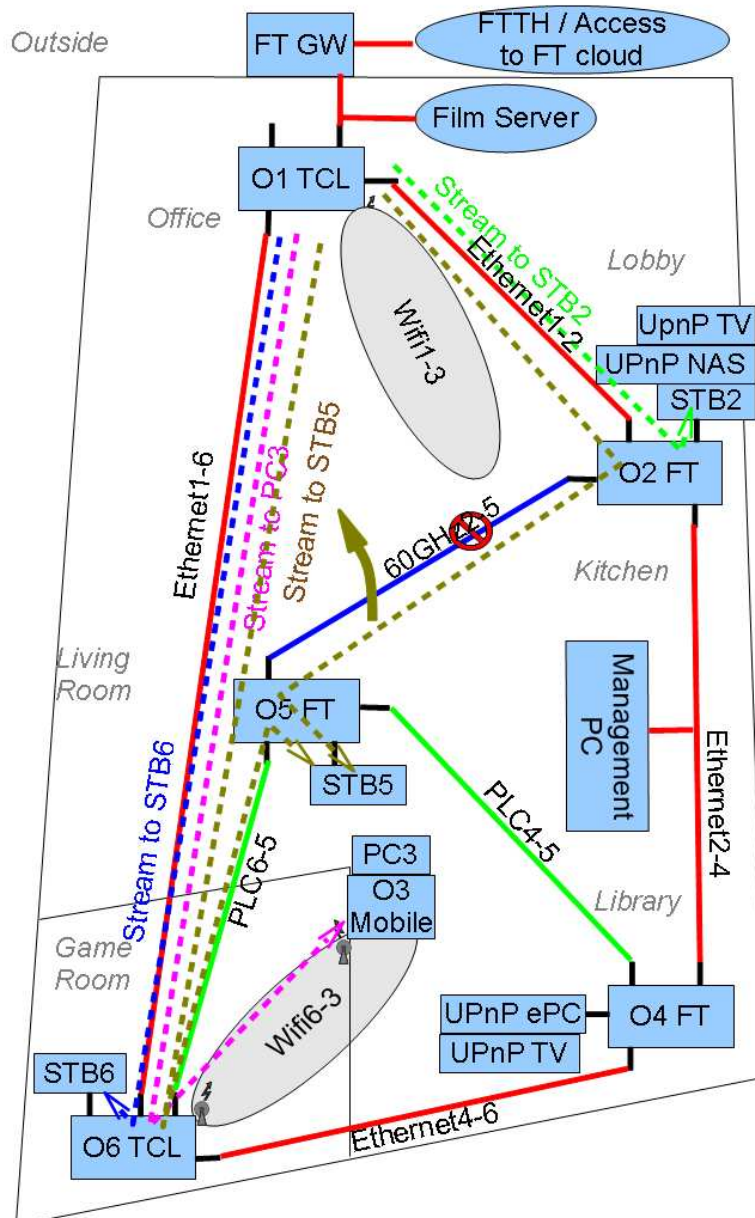 Outside
FT GW
FTTH / Access
to FT cloud
Film Server
O1 TCL
Office
Stream to STB2
Ethernet1-2
Lobby
Wifi1-3
UpnP TV
UPnP NAS
STB2
O2 FT
Ethernet1-6
Stream to PC3
Stream to STB5
60GHz2-5
Kitchen
Living
Room
O5 FT
STB5
Management
PC
Ethernet2-4
Stream to STB6
PLC6-5
PLC4-5
PC3
O3
Mobile
Library
Game
Room
Wifi6-3
UPnP ePC
UPnP TV
O4 FT
STB6
O6 TCL
Ethernet4-6